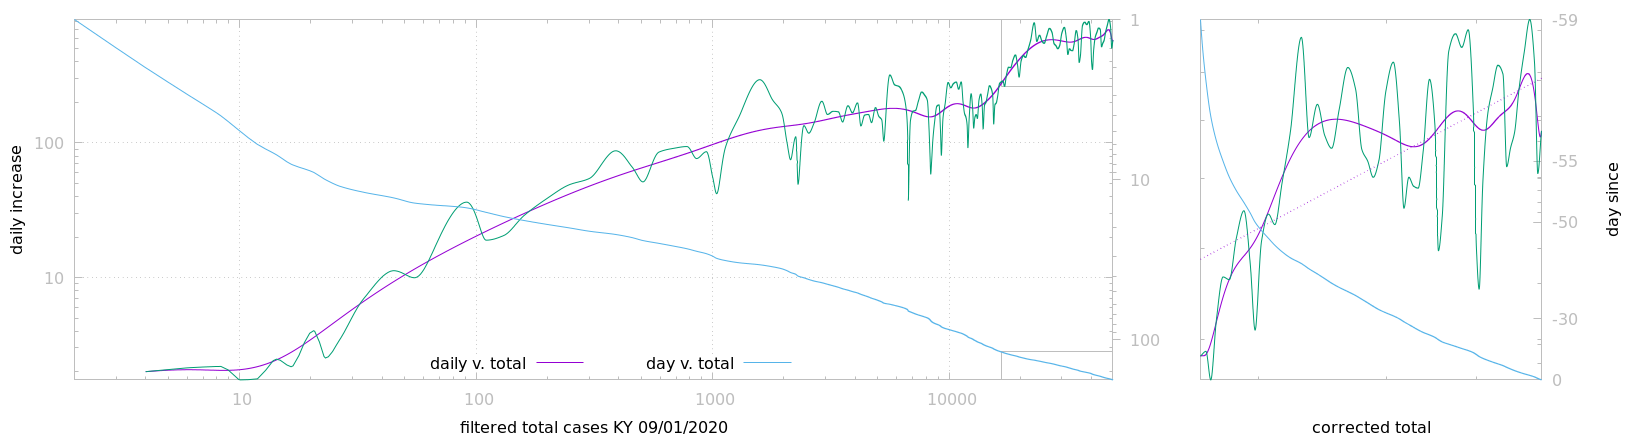 daily increase
100
10
10
100
1000
10000
1
10
100
daily v. total
day v. total
filtered total cases KY 09/01/2020
-59
-55
-50
-30
0
day since
corrected total